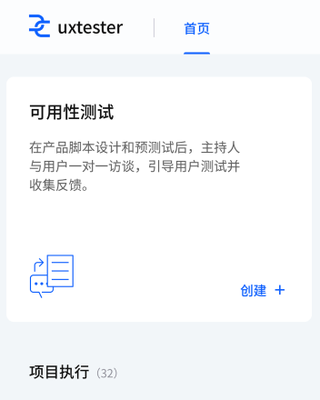 uxtester
首页
可用性测试
在产品脚本设计和预测试后，主持人
与用户一对一访谈，引导用户测试并
收集反馈。
创建 +
项目执行（32）